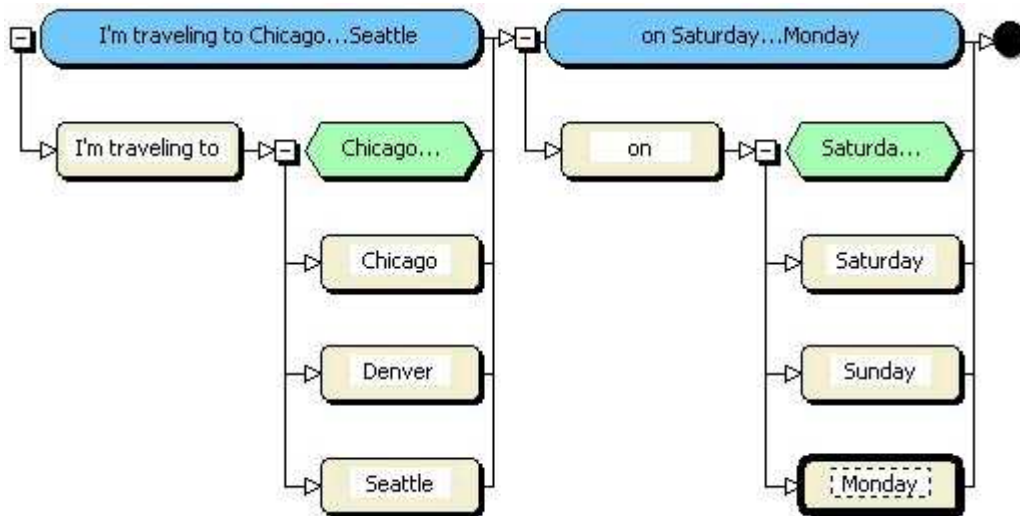 I'm traveling to Chicago...Seattle
on Saturday...Monday
I'm traveling to
Chicago...
on
Saturda...
Chicago
Saturday
Denver
Sunday
Seattle
Monday